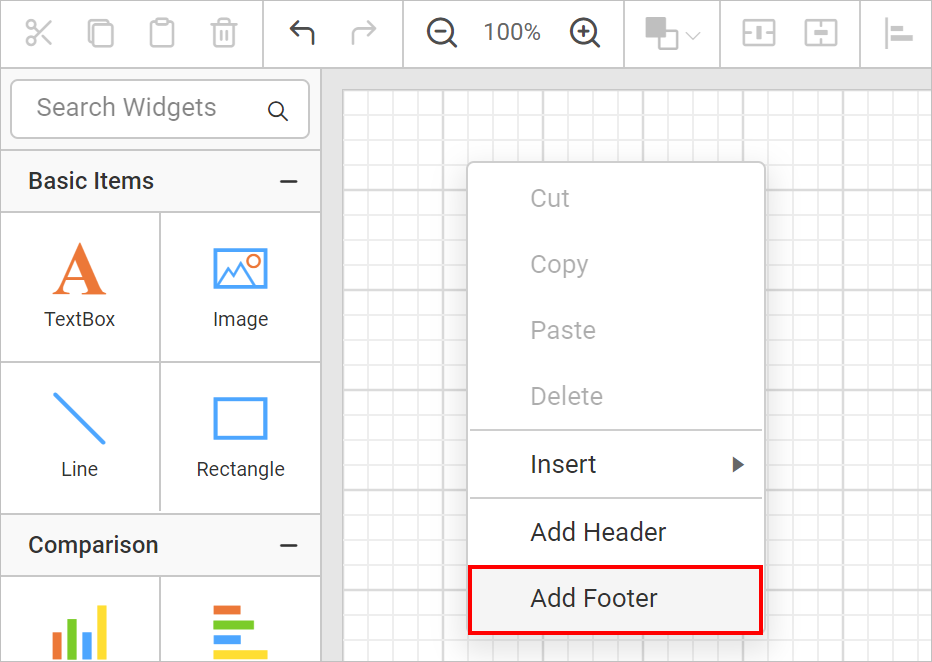 100%
Search Widgets
Basic Items
TextBox
Image
Line
Rectangle
Comparison
Cut
Copy
Paste
Delete
Insert
Add Header
Add Footer